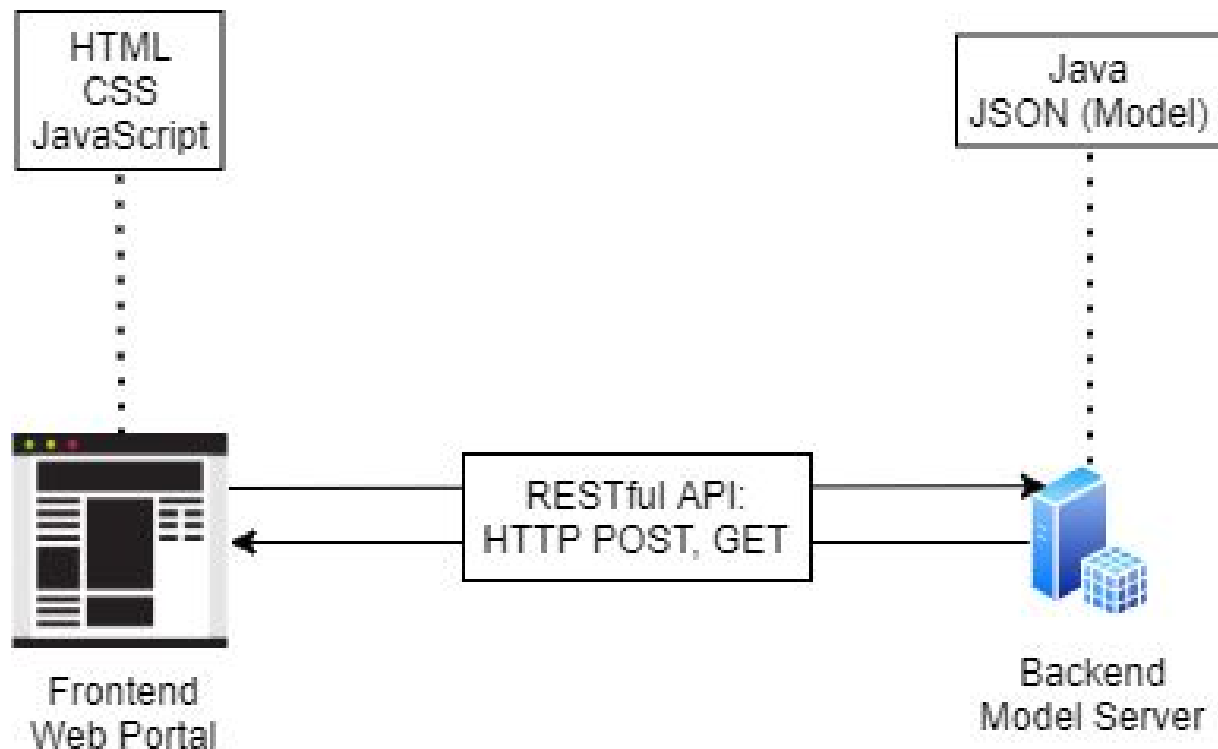 HTML
CSS
JavaScript
Java
JSON (Model)
RESTful API:
HTTP POST, GET
Frontend
Web Portal
Backend
Model Server